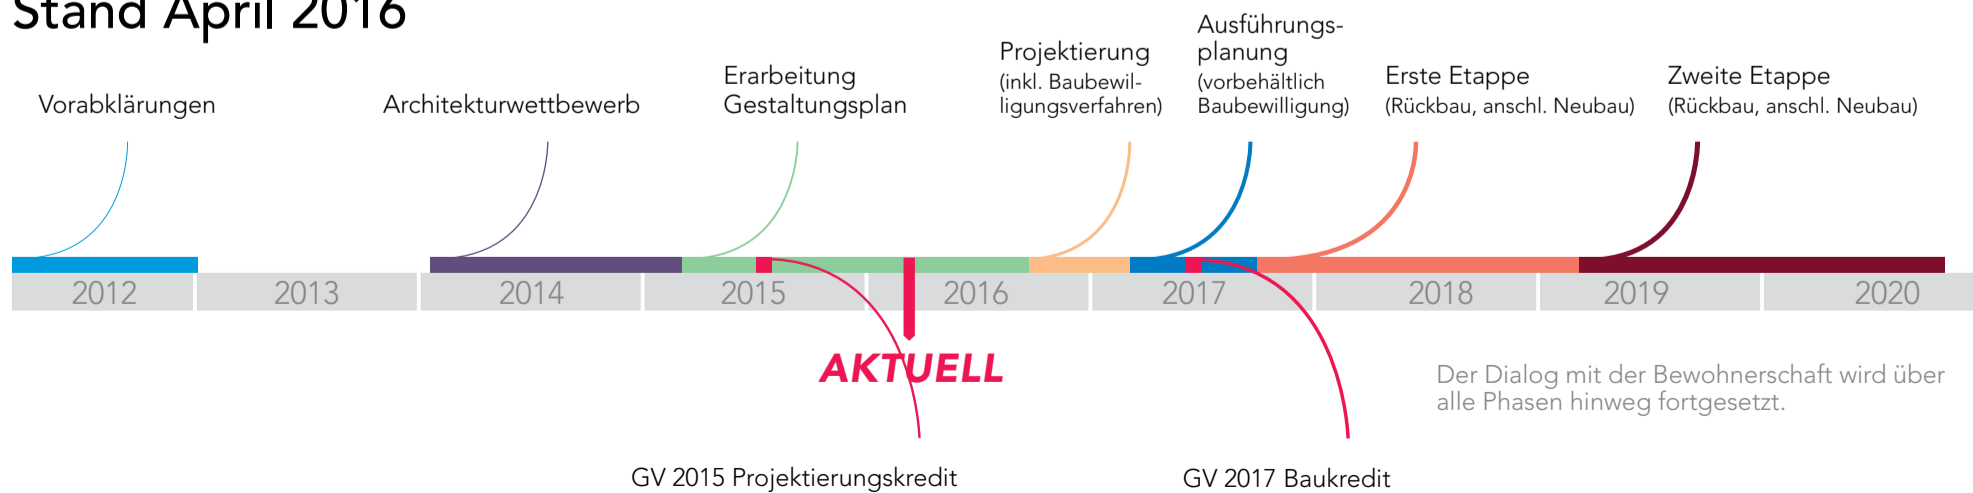 Stand April 2016
Vorabklärungen
Architekturwettbewerb
Erarbeitung
Gestaltungsplan
Projektierung
(inkl. Baubewil-
ligungsverfahren)
Ausführungs-
planung
(vorbehältlich
Baubewilligung)
Erste Etappe
(Rückbau, anschl. Neubau)
Zweite Etappe
(Rückbau, anschl. Neubau)
2012 2013 2014 2015 2016 2017 2018 2019 2020
AKTUELL
Der Dialog mit der Bewohnerschaft wird über
alle Phasen hinweg fortgesetzt.
GV 2015 Projektierungskredit
GV 2017 Baukredit